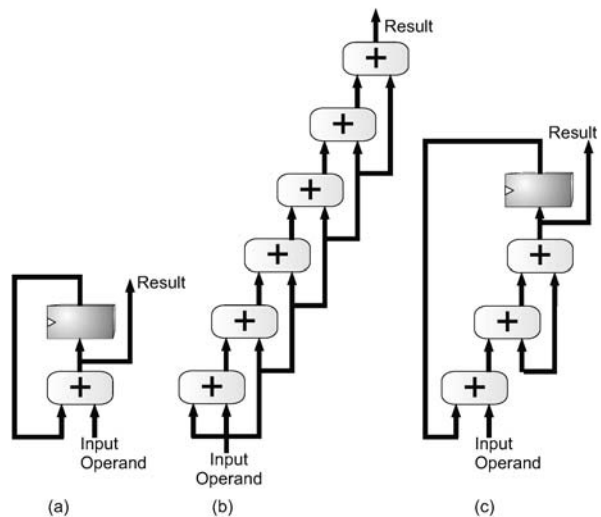 Result
+
+
+
+
+
+
Input
Operand
(b)
Result
+
Input
Operand
(a)
Result
+
+
+
Input
Operand
(c)